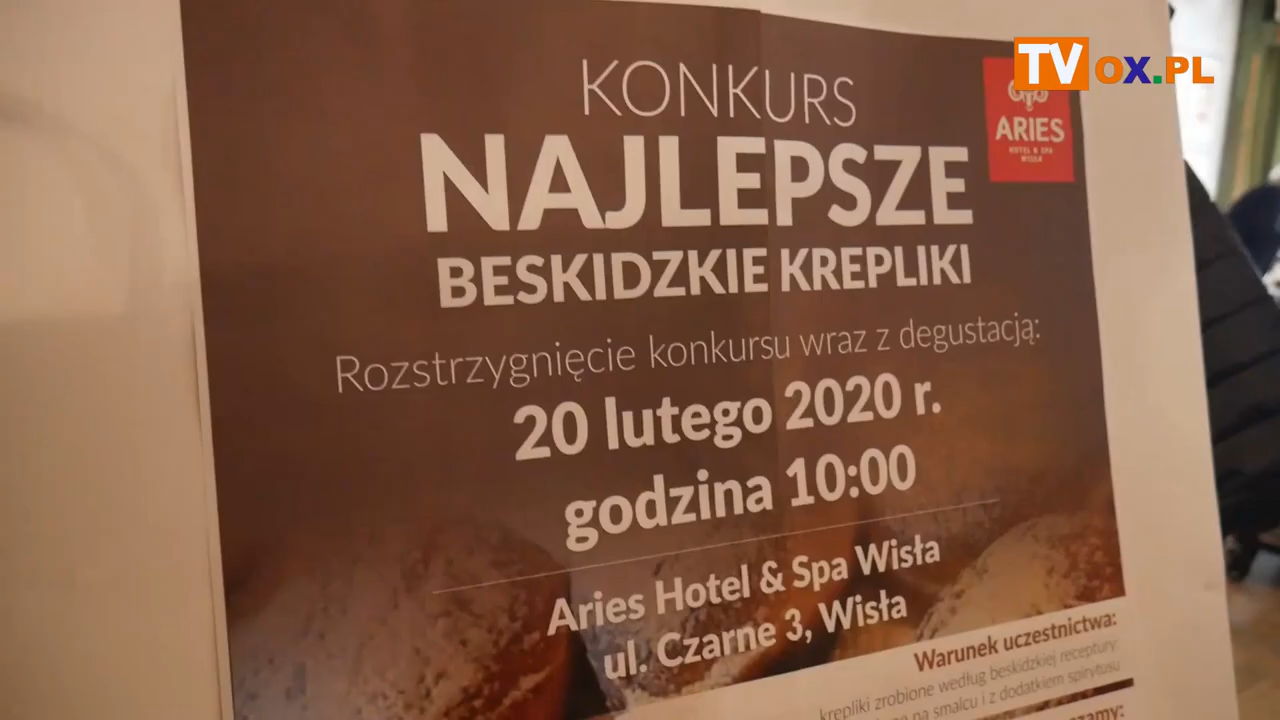 TVOX.PL
ARIES
HOTEL & SPA
WISŁA
KONKURS
NAJLEPSZE
BESKIDZKIE KREPLIKI
Rozstrzygnięcie konkursu wraz z degustacją:
20 lutego 2020 r.
godzina 10:00
Aries Hotel & Spa Wisła
ul. Czarne 3, Wisła
Warunek uczestnictwa:
krepliki zrobione według beskidzkiej receptury:
na smalcu i z dodatkiem spirytusu